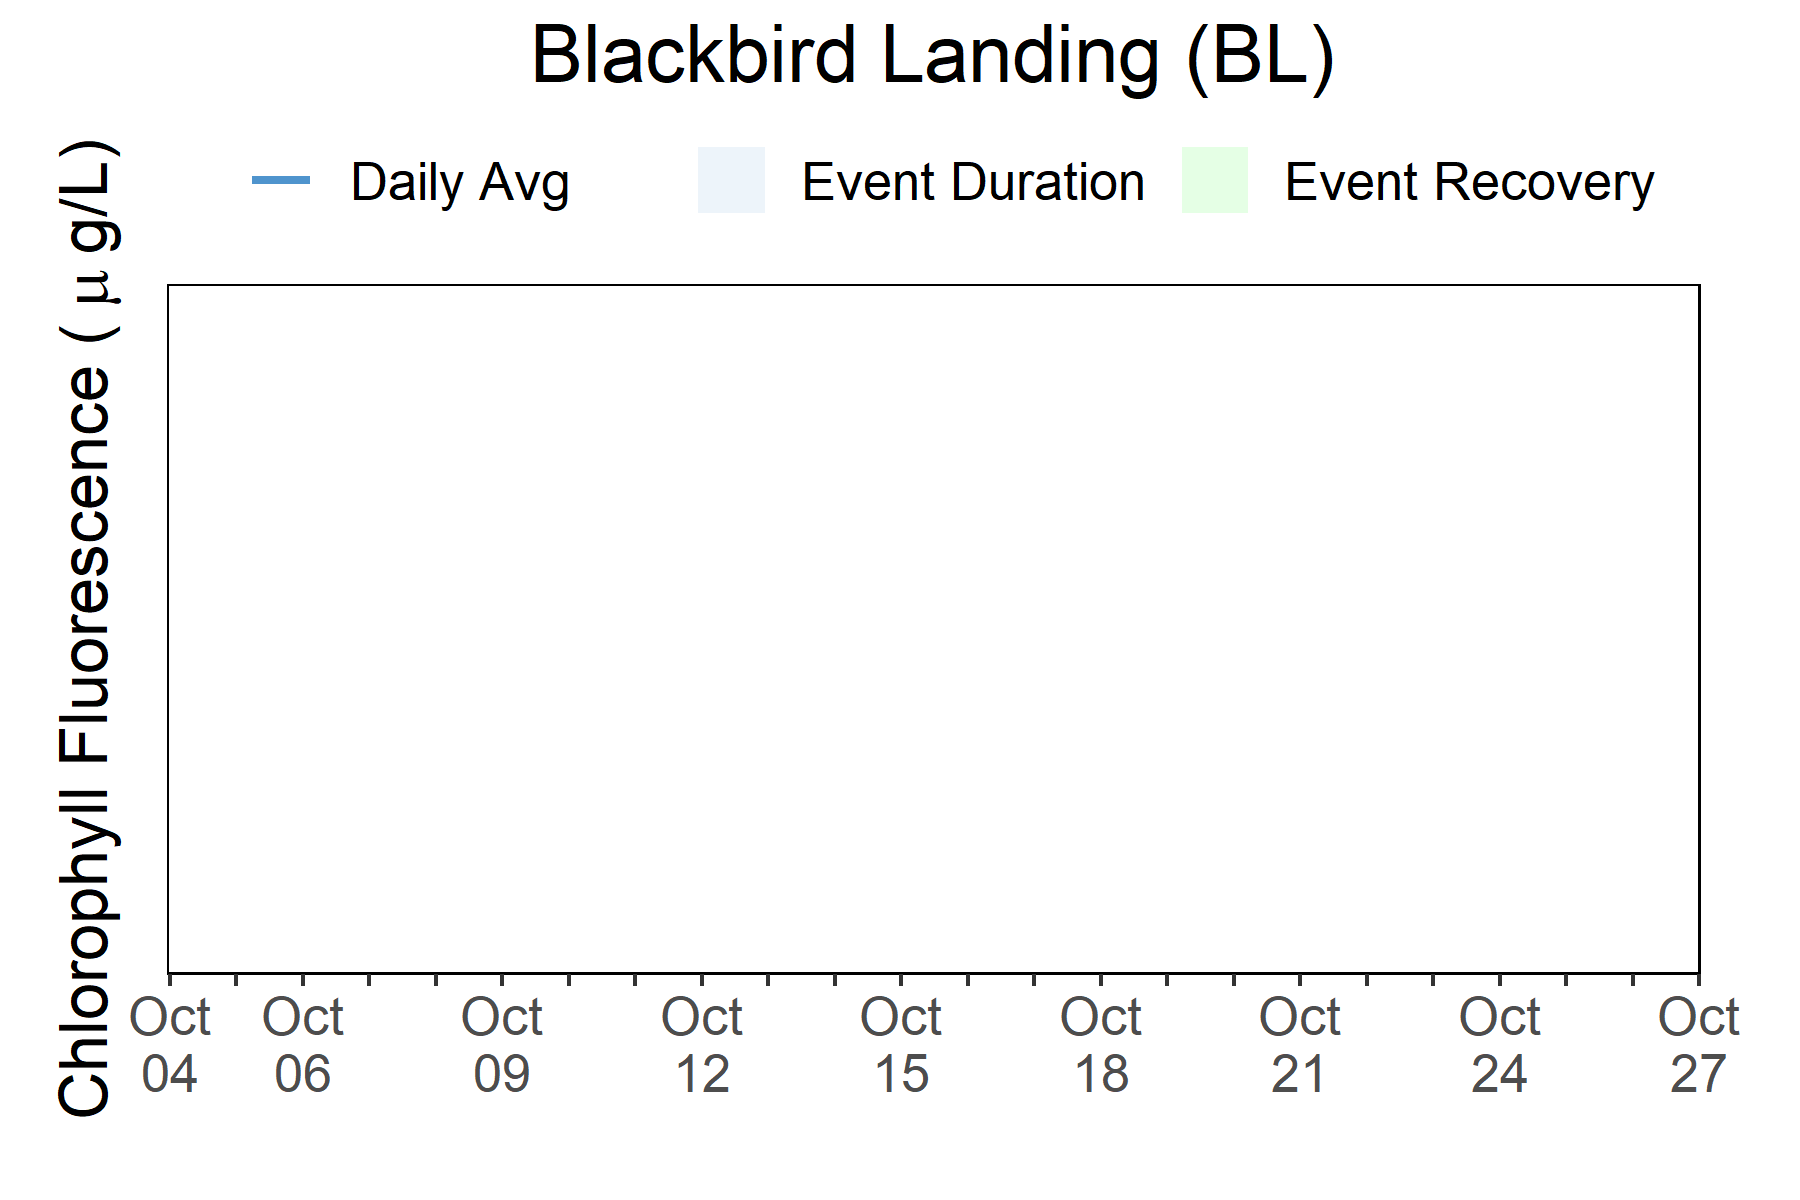 Blackbird Landing (BL)
Daily Avg Event Duration Event Recovery
Chlorophyll Fluorescence ( μ g/L)
Oct Oct Oct Oct Oct Oct Oct Oct Oct
04 06 09 12 15 18 21 24 27